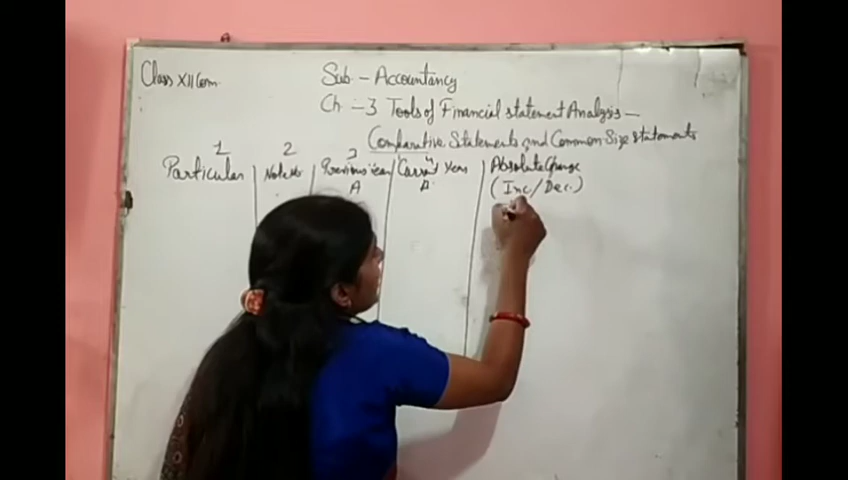 Class XII Com.
Sub. - Accountancy
Ch - 3 Tools of Financial statement Analysis -
Comparative Statements and Common Size statements
1 2 3 4
Particular Note No Previous Year Current Year Absolute Change
A B (Inc/Dec.)